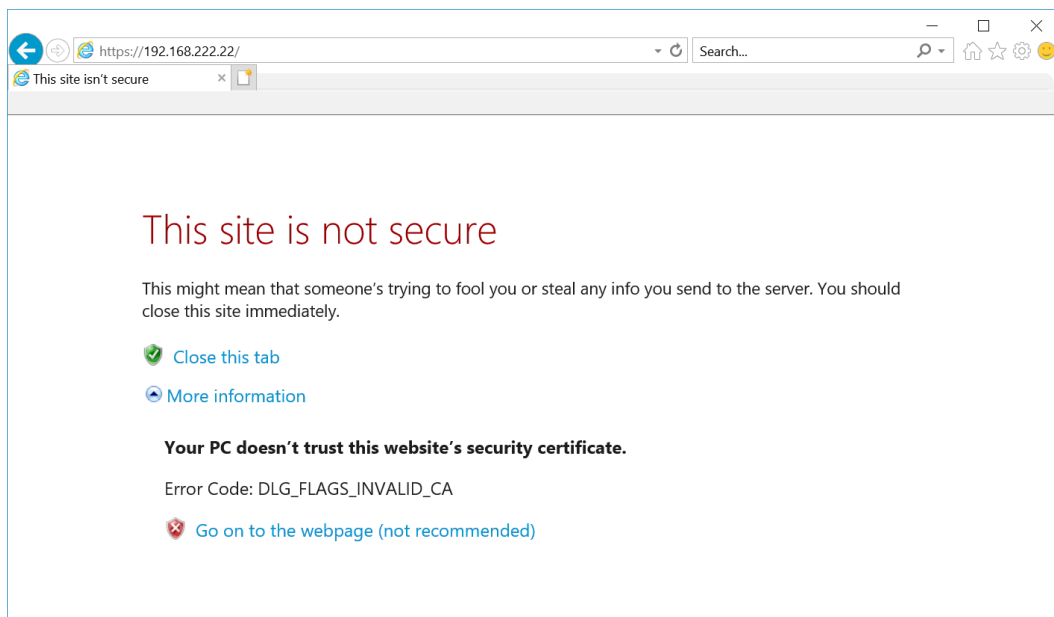 https://192.168.222.22/
Search...
This site isn't secure
This site is not secure
This might mean that someone's trying to fool you or steal any info you send to the server. You should
close this site immediately.
Close this tab
More information
Your PC doesn't trust this website's security certificate.
Error Code: DLG_FLAGS_INVALID_CA
Go on to the webpage (not recommended)